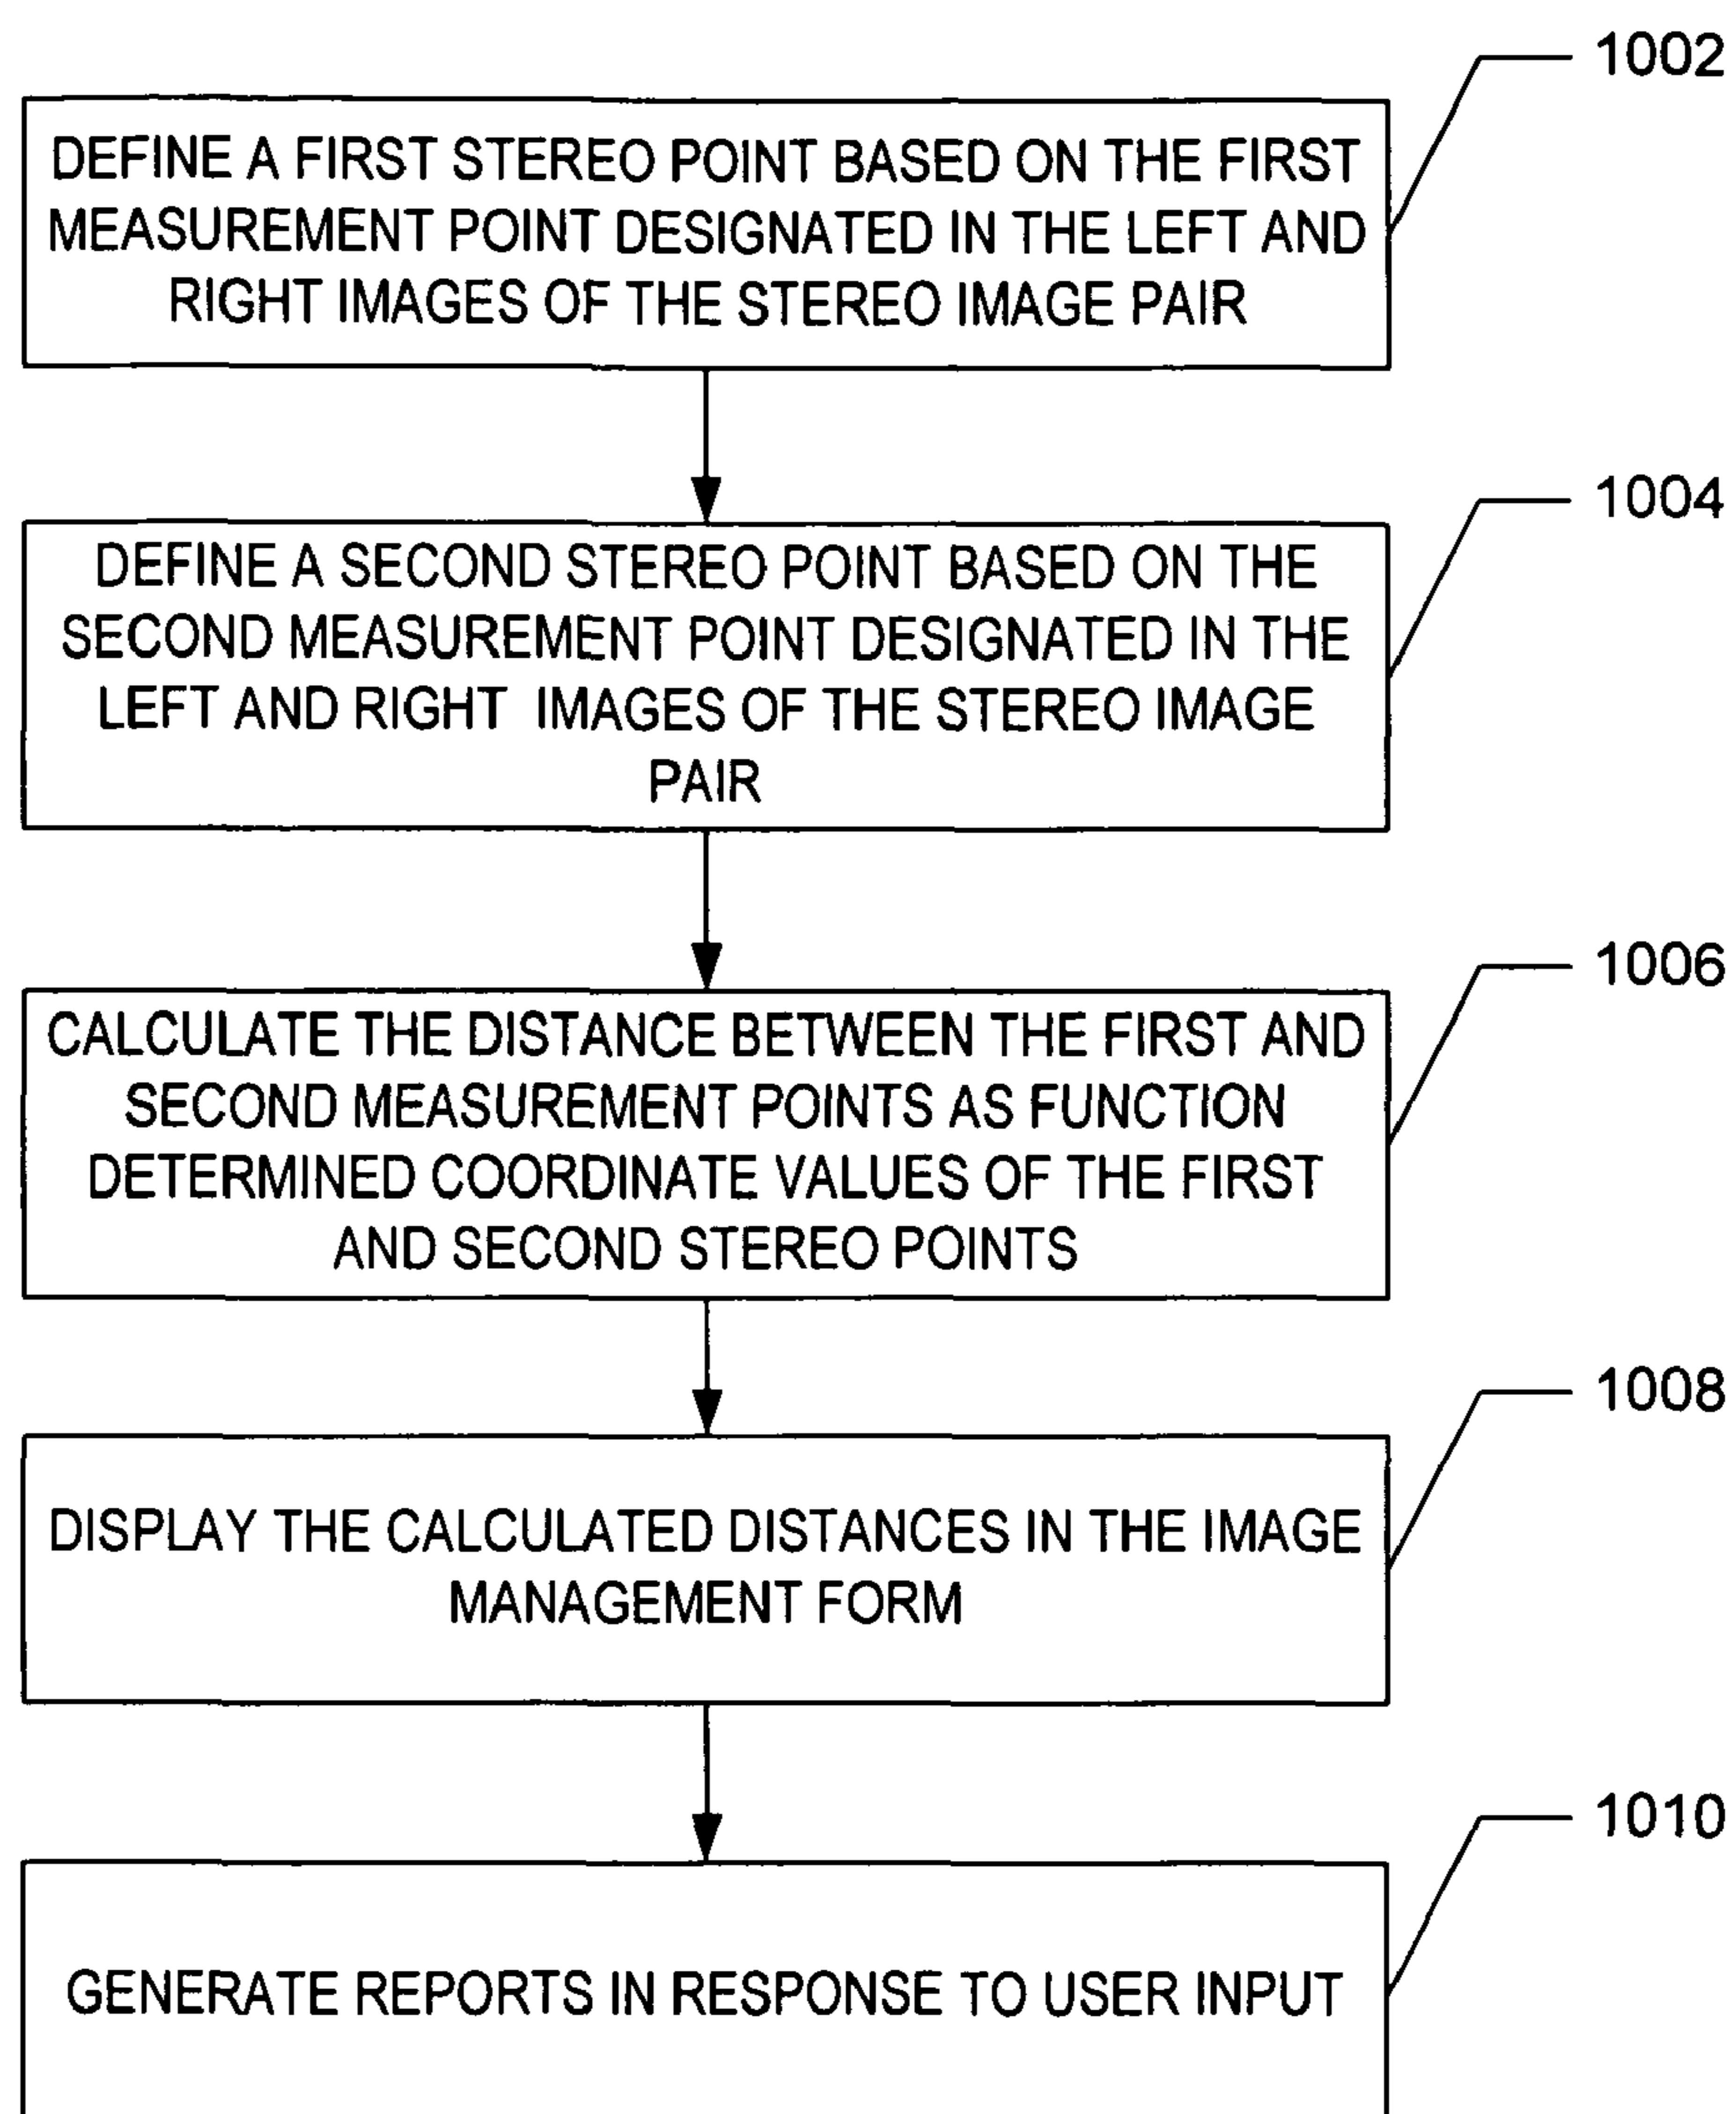 1002
DEFINE A FIRST STEREO POINT BASED ON THE FIRST
MEASUREMENT POINT DESIGNATED IN THE LEFT AND
RIGHT IMAGES OF THE STEREO IMAGE PAIR
1004
DEFINE A SECOND STEREO POINT BASED ON THE
SECOND MEASUREMENT POINT DESIGNATED IN THE
LEFT AND RIGHT IMAGES OF THE STEREO IMAGE
PAIR
1006
CALCULATE THE DISTANCE BETWEEN THE FIRST AND
SECOND MEASUREMENT POINTS AS FUNCTION
DETERMINED COORDINATE VALUES OF THE FIRST
AND SECOND STEREO POINTS
1008
DISPLAY THE CALCULATED DISTANCES IN THE IMAGE
MANAGEMENT FORM
1010
GENERATE REPORTS IN RESPONSE TO USER INPUT